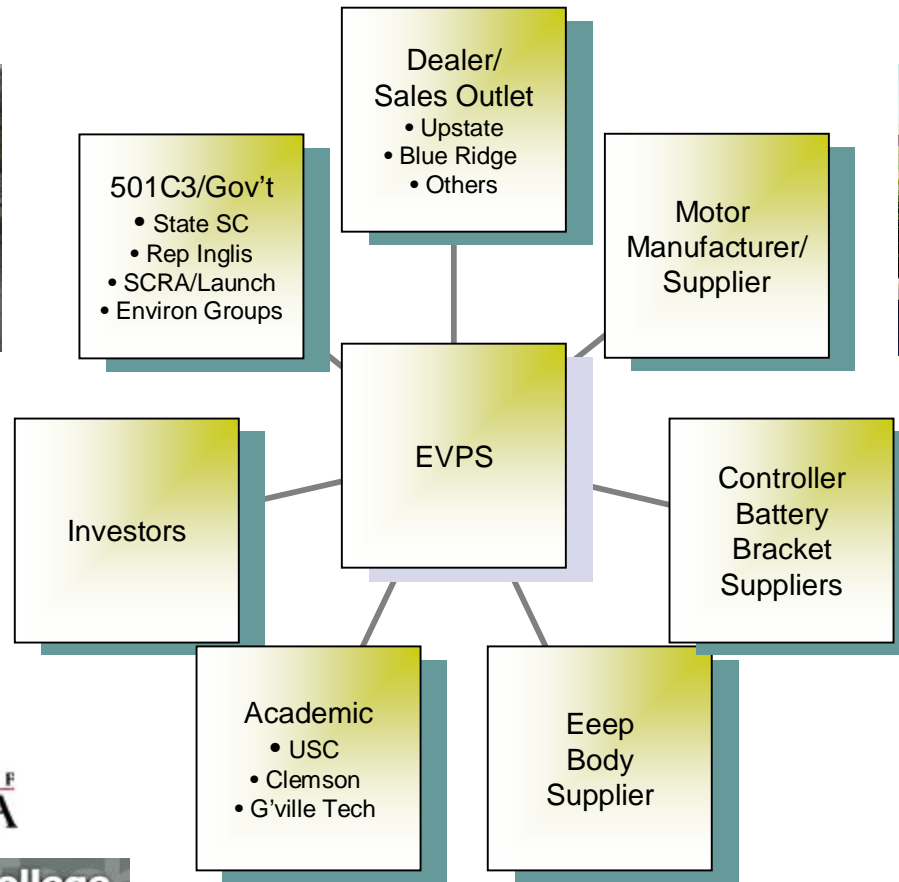 Dealer/
Sales Outlet
• Upstate
• Blue Ridge
• Others
501C3/Gov't
• State SC
• Rep Inglis
• SCRA/Launch
• Environ Groups
Motor
Manufacturer/
Supplier
EVPS
Investors
Controller
Battery
Bracket
Suppliers
Academic
• USC
• Clemson
• G'ville Tech
Eeep
Body
Supplier